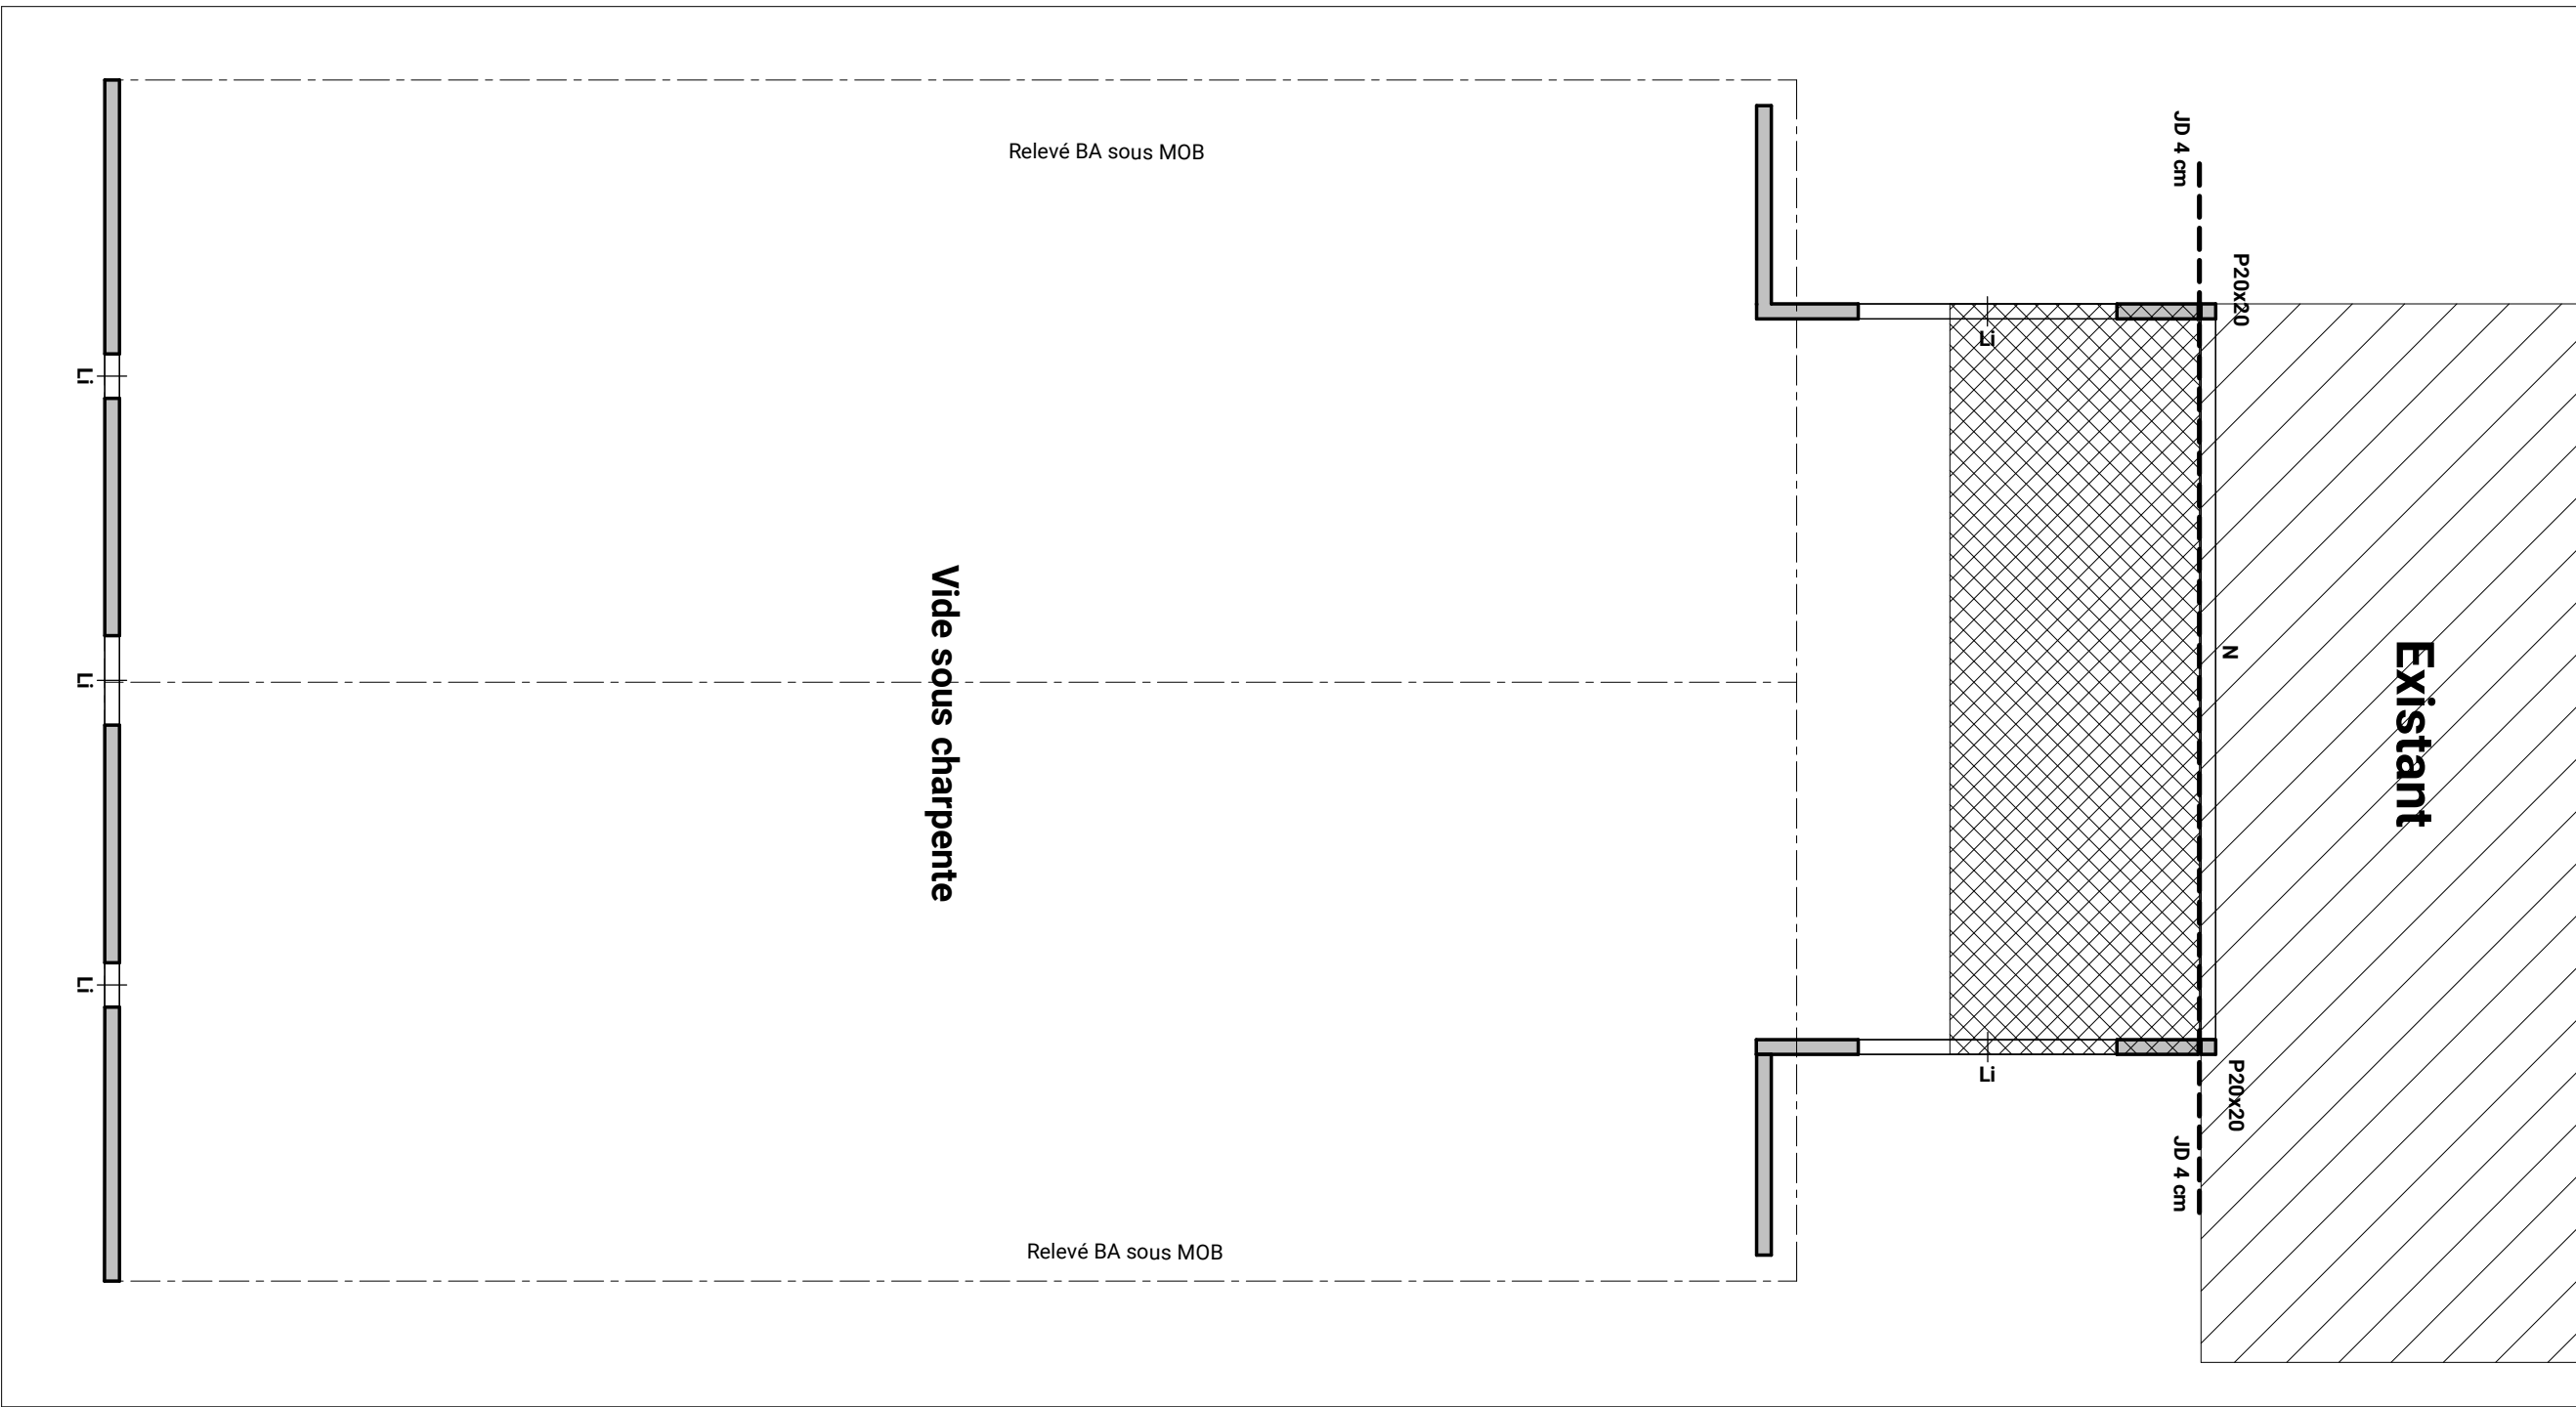 JD 4 cm
Relevé BA sous MOB
P20x20
Li
Li
Vide sous charpente
N
Existant
Li
Li
Li
P20x20
JD 4 cm
Relevé BA sous MOB